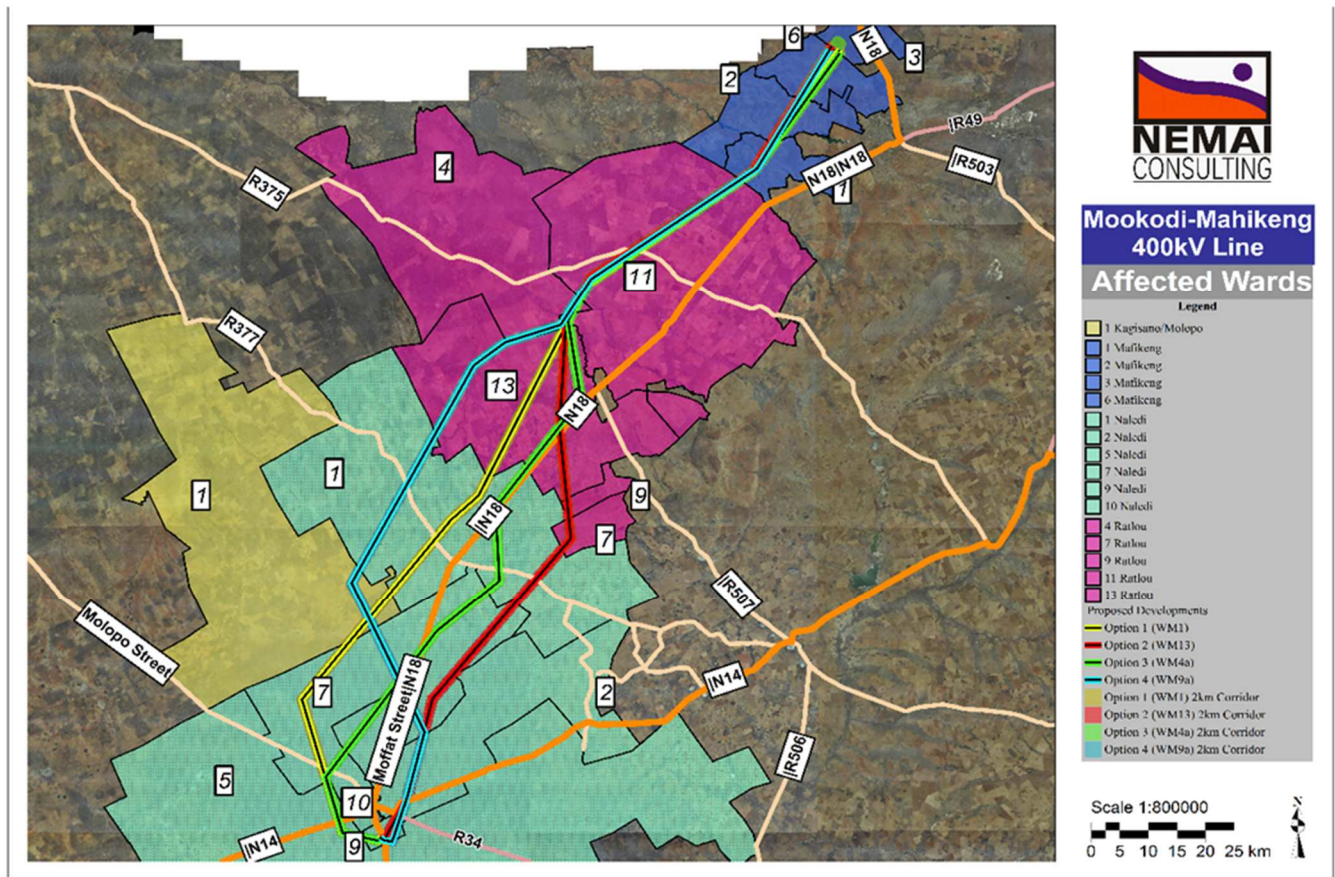 6
N18
3
2
R49
N18|N18
R503
1
4
R375
11
R377
13
N18
1
1
9
N18
7
R507
Molopo Street
7
Moffat Street|N18
2
N14
R506
5
10
N14
9
R34
NEMAI
CONSULTING
Mookodi-Mahikeng
400kV Line
Affected Wards
Legend
1 Kagisano/Molopo
1 Mafikeng
2 Mafikeng
3 Mafikeng
6 Mafikeng
1 Naledi
2 Naledi
5 Naledi
7 Naledi
9 Naledi
10 Naledi
4 Ratlou
7 Ratlou
9 Ratlou
11 Ratlou
13 Ratlou
Proposed Developments
Option 1 (WM1)
Option 2 (WM13)
Option 3 (WM4a)
Option 4 (WM9a)
Option 1 (WM1) 2km Corridor
Option 2 (WM13) 2km Corridor
Option 3 (WM4a) 2km Corridor
Option 4 (WM9a) 2km Corridor
Scale 1:800000
N
0 5 10 15 20 25 km